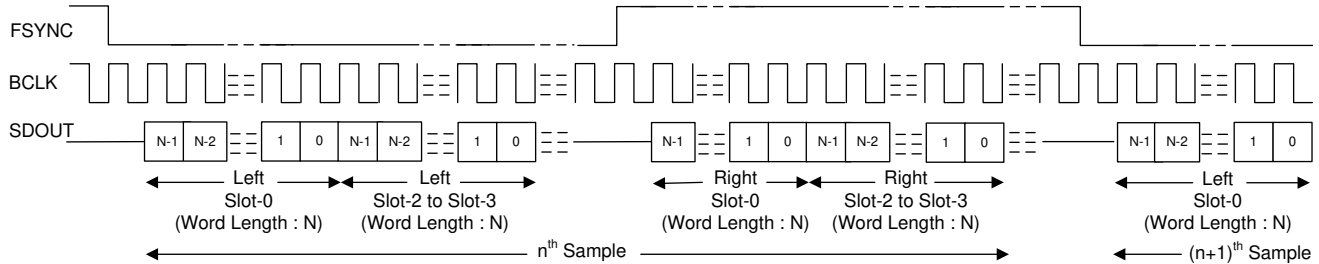 FSYNC
BCLK
SDOUT
N-1 N-2 1 0 N-1 N-2 1 0 N-1 1 0 N-1 N-2 1 0 N-1 N-2 1 0
Left Left Right Right Left
Slot-0 Slot-2 to Slot-3 Slot-0 Slot-2 to Slot-3 Slot-0
(Word Length : N) (Word Length : N) (Word Length : N) (Word Length : N) (Word Length : N)
nth Sample (n+1)th Sample